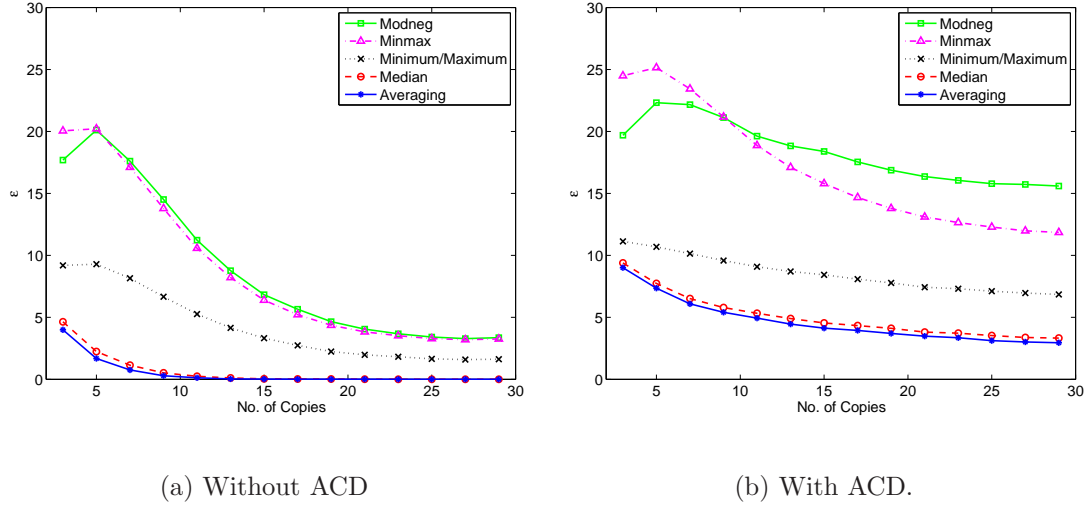 30
25
20
15
10
5
0
ε
5 10 15 20 25 30
No. of Copies
Modneg
Minmax
Minimum/Maximum
Median
Averaging
(a) Without ACD
30
25
20
15
10
5
0
ε
5 10 15 20 25 30
No. of Copies
Modneg
Minmax
Minimum/Maximum
Median
Averaging
(b) With ACD.